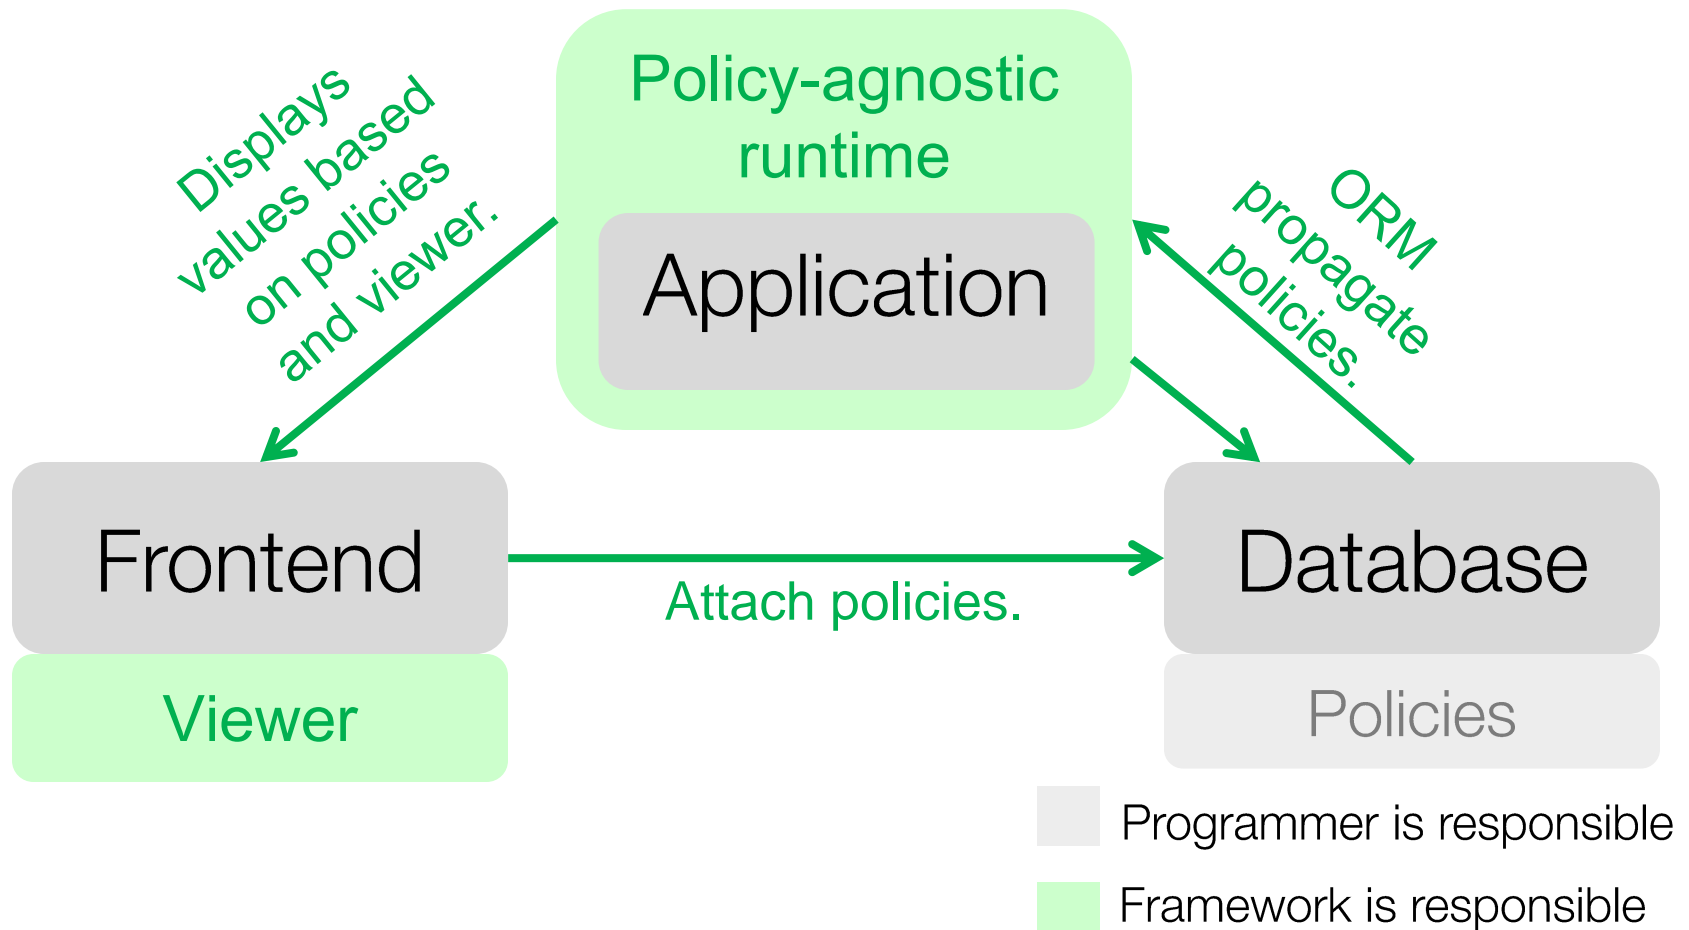 Policy-agnostic
runtime
Application
Displays
values based
on policies
and viewer.
ORM
propagate
policies.
Frontend
Attach policies.
Database
Viewer
Policies
Programmer is responsible
Framework is responsible